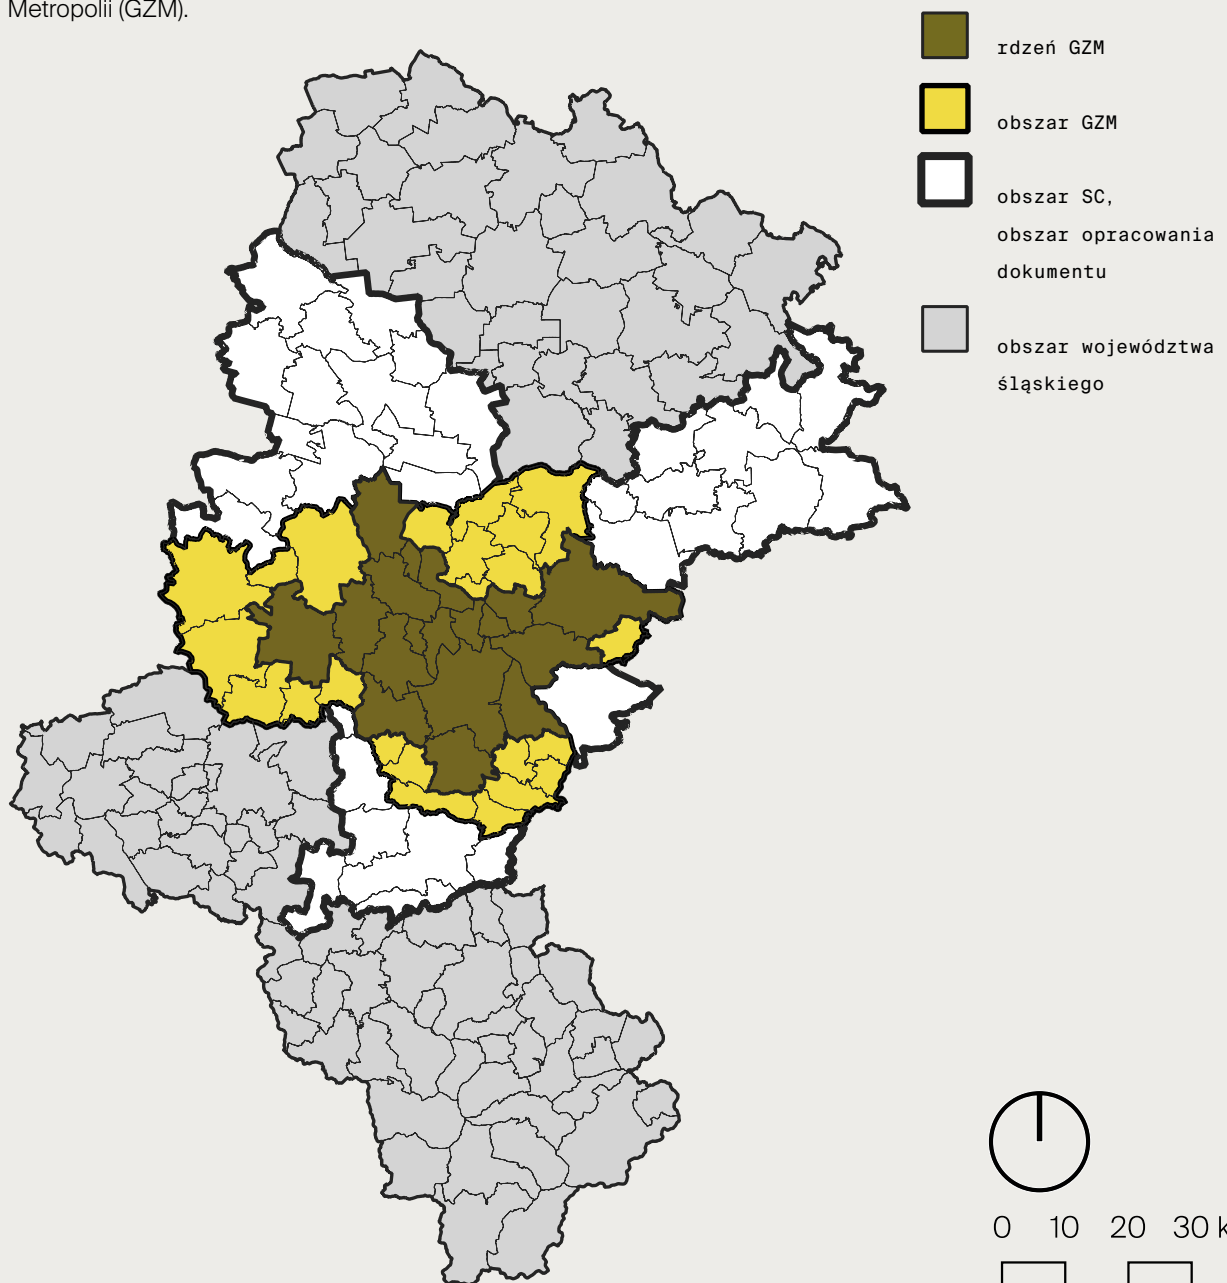 Metropolii (GZM).
rdzeń GZM
obszar GZM
obszar SC,
obszar opracowania
dokumentu
obszar województwa
śląskiego
0 10 20 30 k